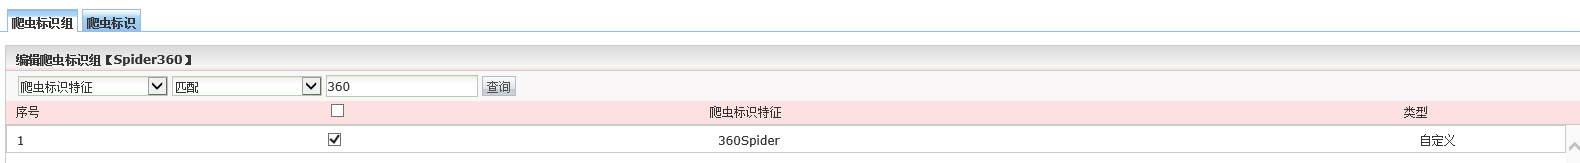 爬虫标识组 爬虫标识
编辑爬虫标识组【Spider360】
爬虫标识特征 匹配 360 查询
序号 爬虫标识特征 类型
1 360Spider 自定义